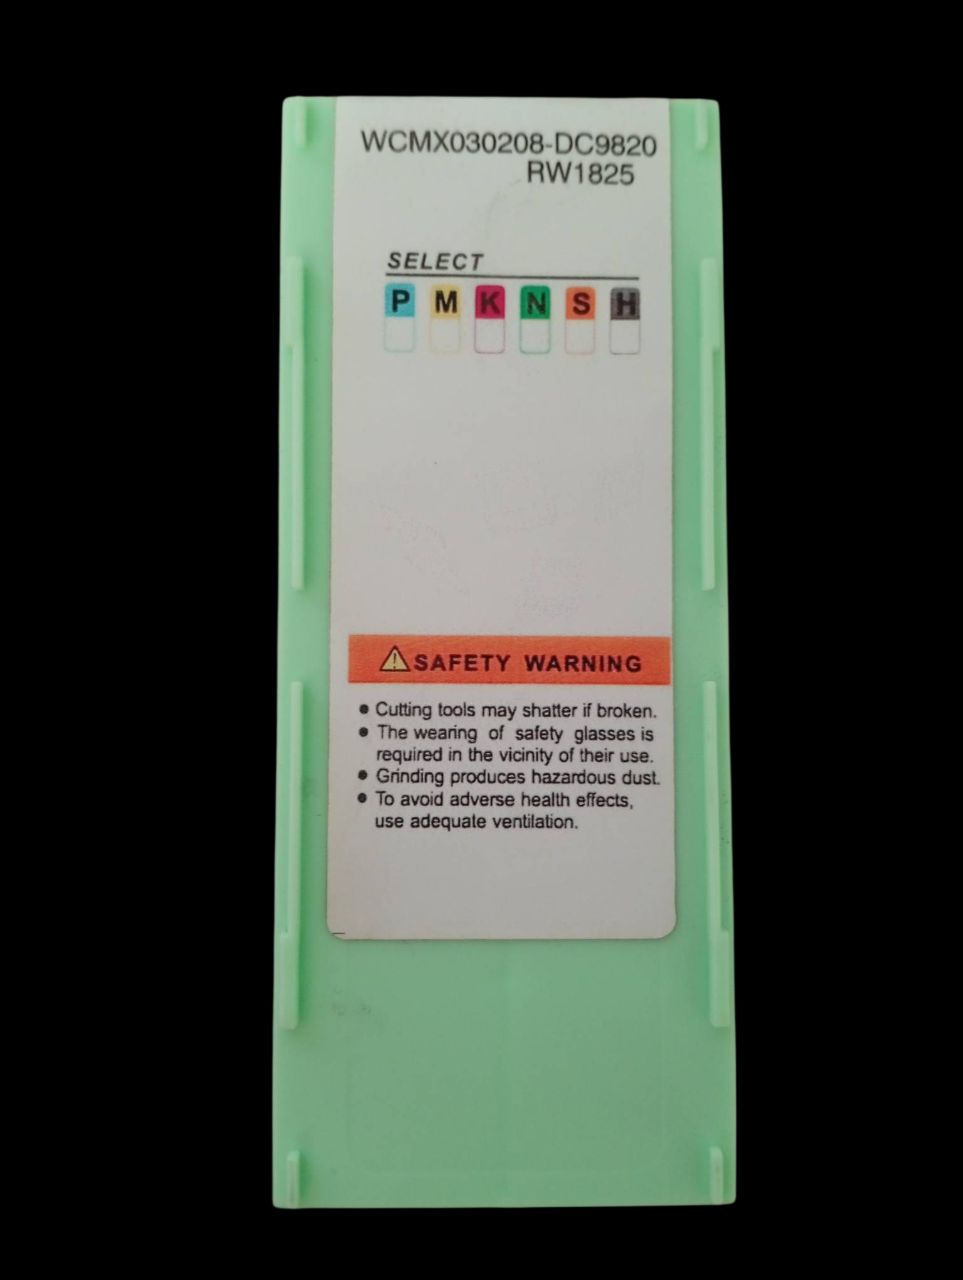 WCMX030208-DC9820
RW1825
SELECT
P M K N S H
⚠ SAFETY WARNING
● Cutting tools may shatter if broken.
● The wearing of safety glasses is
required in the vicinity of their use.
● Grinding produces hazardous dust.
● To avoid adverse health effects,
use adequate ventilation.